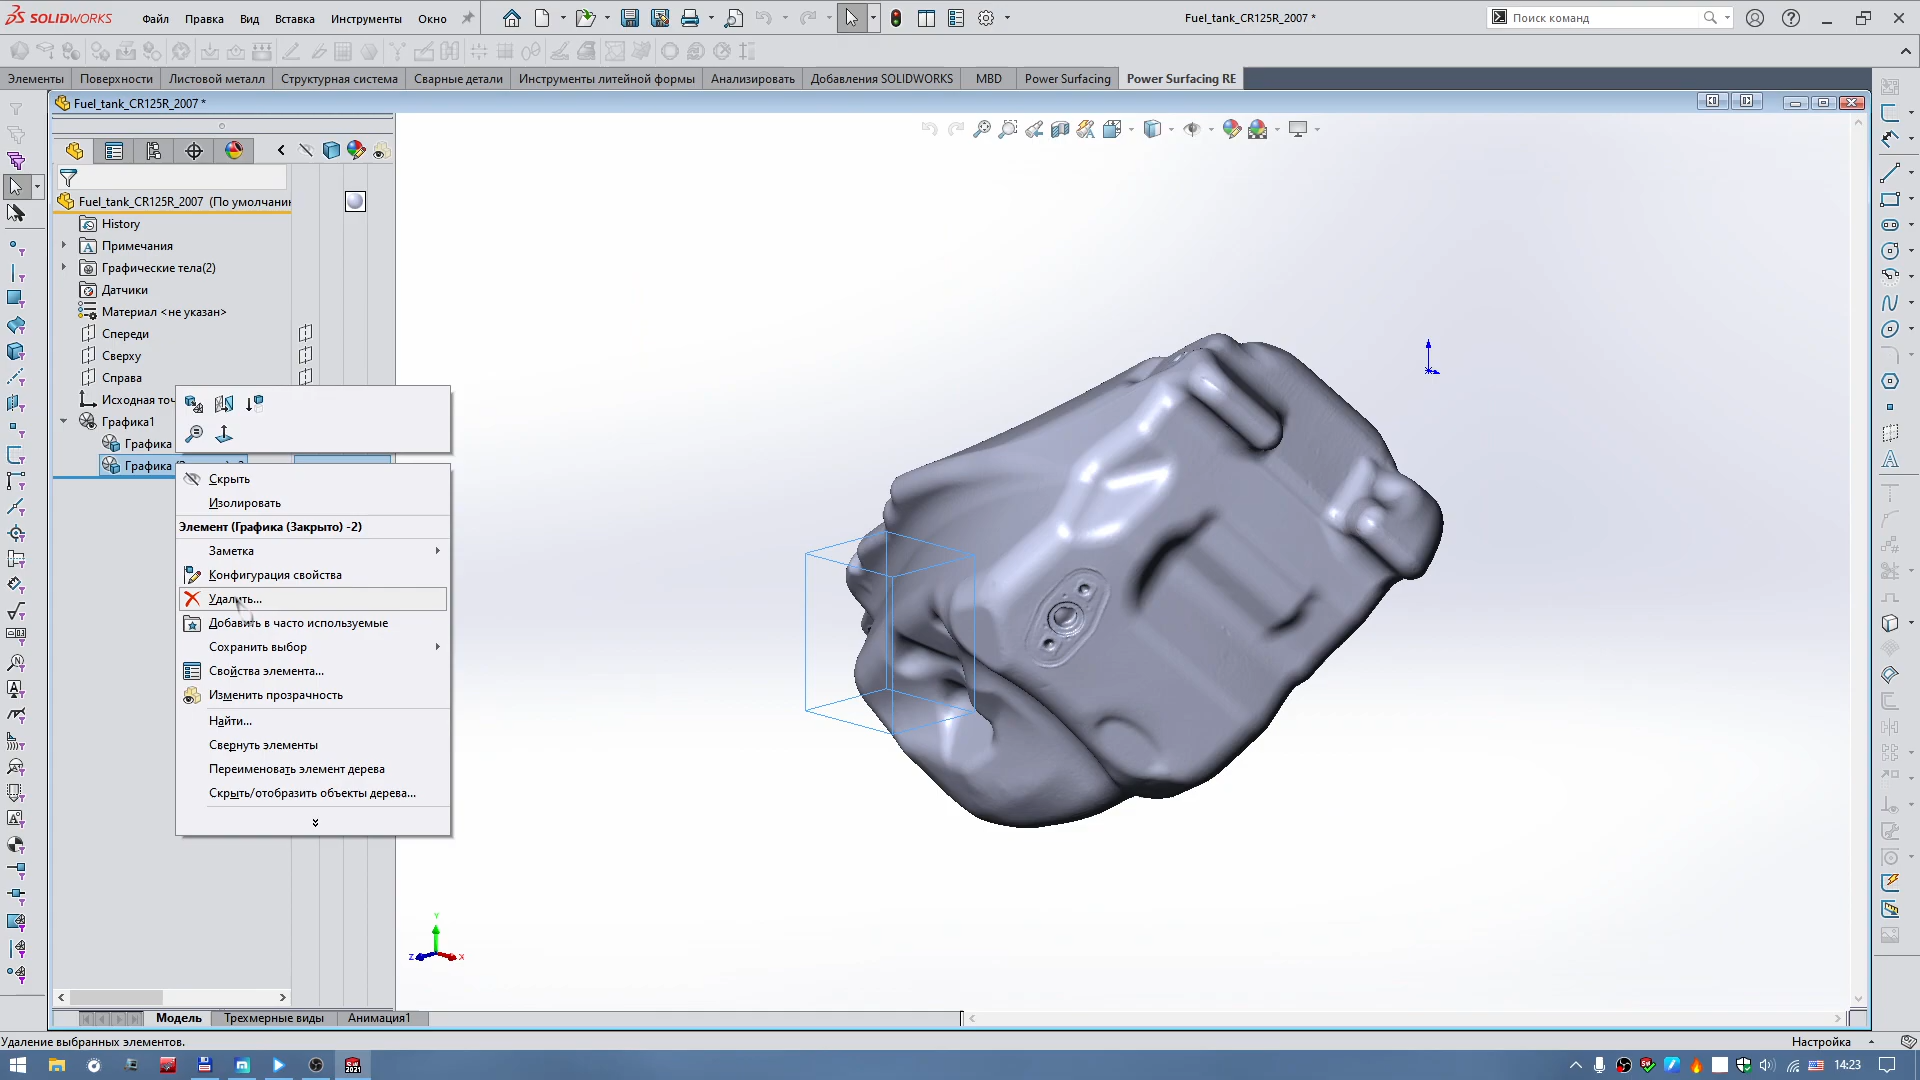 SOLIDWORKS
Файл
Правка
Вид
Вставка
Инструменты
Окно
Fuel_tank_CR125R_2007 *
Поиск команд
Элементы
Поверхности
Листовой металл
Структурная система
Сварные детали
Инструменты литейной формы
Анализировать
Добавления SOLIDWORKS
MBD
Power Surfacing
Power Surfacing RE
Fuel_tank_CR125R_2007 *
Fuel_tank_CR125R_2007 (По умолчани
History
Примечания
Графические тела(2)
Датчики
Материал <не указан>
Спереди
Сверху
Справа
Исходная точ
Графика1
Графика
Графика
Скрыть
Изолировать
Элемент (Графика (Закрыто) -2)
Заметка
Конфигурация свойства
Удалить...
Добавить в часто используемые
Сохранить выбор
Свойства элемента...
Изменить прозрачность
Найти...
Свернуть элементы
Переименовать элемент дерева
Скрыть/отобразить объекты дерева...
Y
Z
X
Модель
Трехмерные виды
Анимация1
Удаление выбранных элементов.
Настройка
14:23